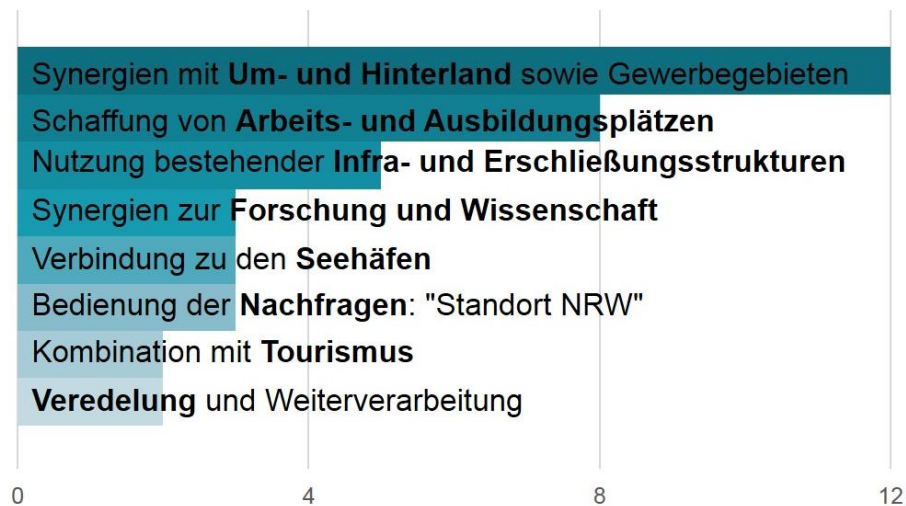 Synergien mit Um- und Hinterland sowie Gewerbegebieten
Schaffung von Arbeits- und Ausbildungsplätzen
Nutzung bestehender Infra- und Erschließungsstrukturen
Synergien zur Forschung und Wissenschaft
Verbindung zu den Seehäfen
Bedienung der Nachfragen: "Standort NRW"
Kombination mit Tourismus
Veredelung und Weiterverarbeitung
0 4 8 12